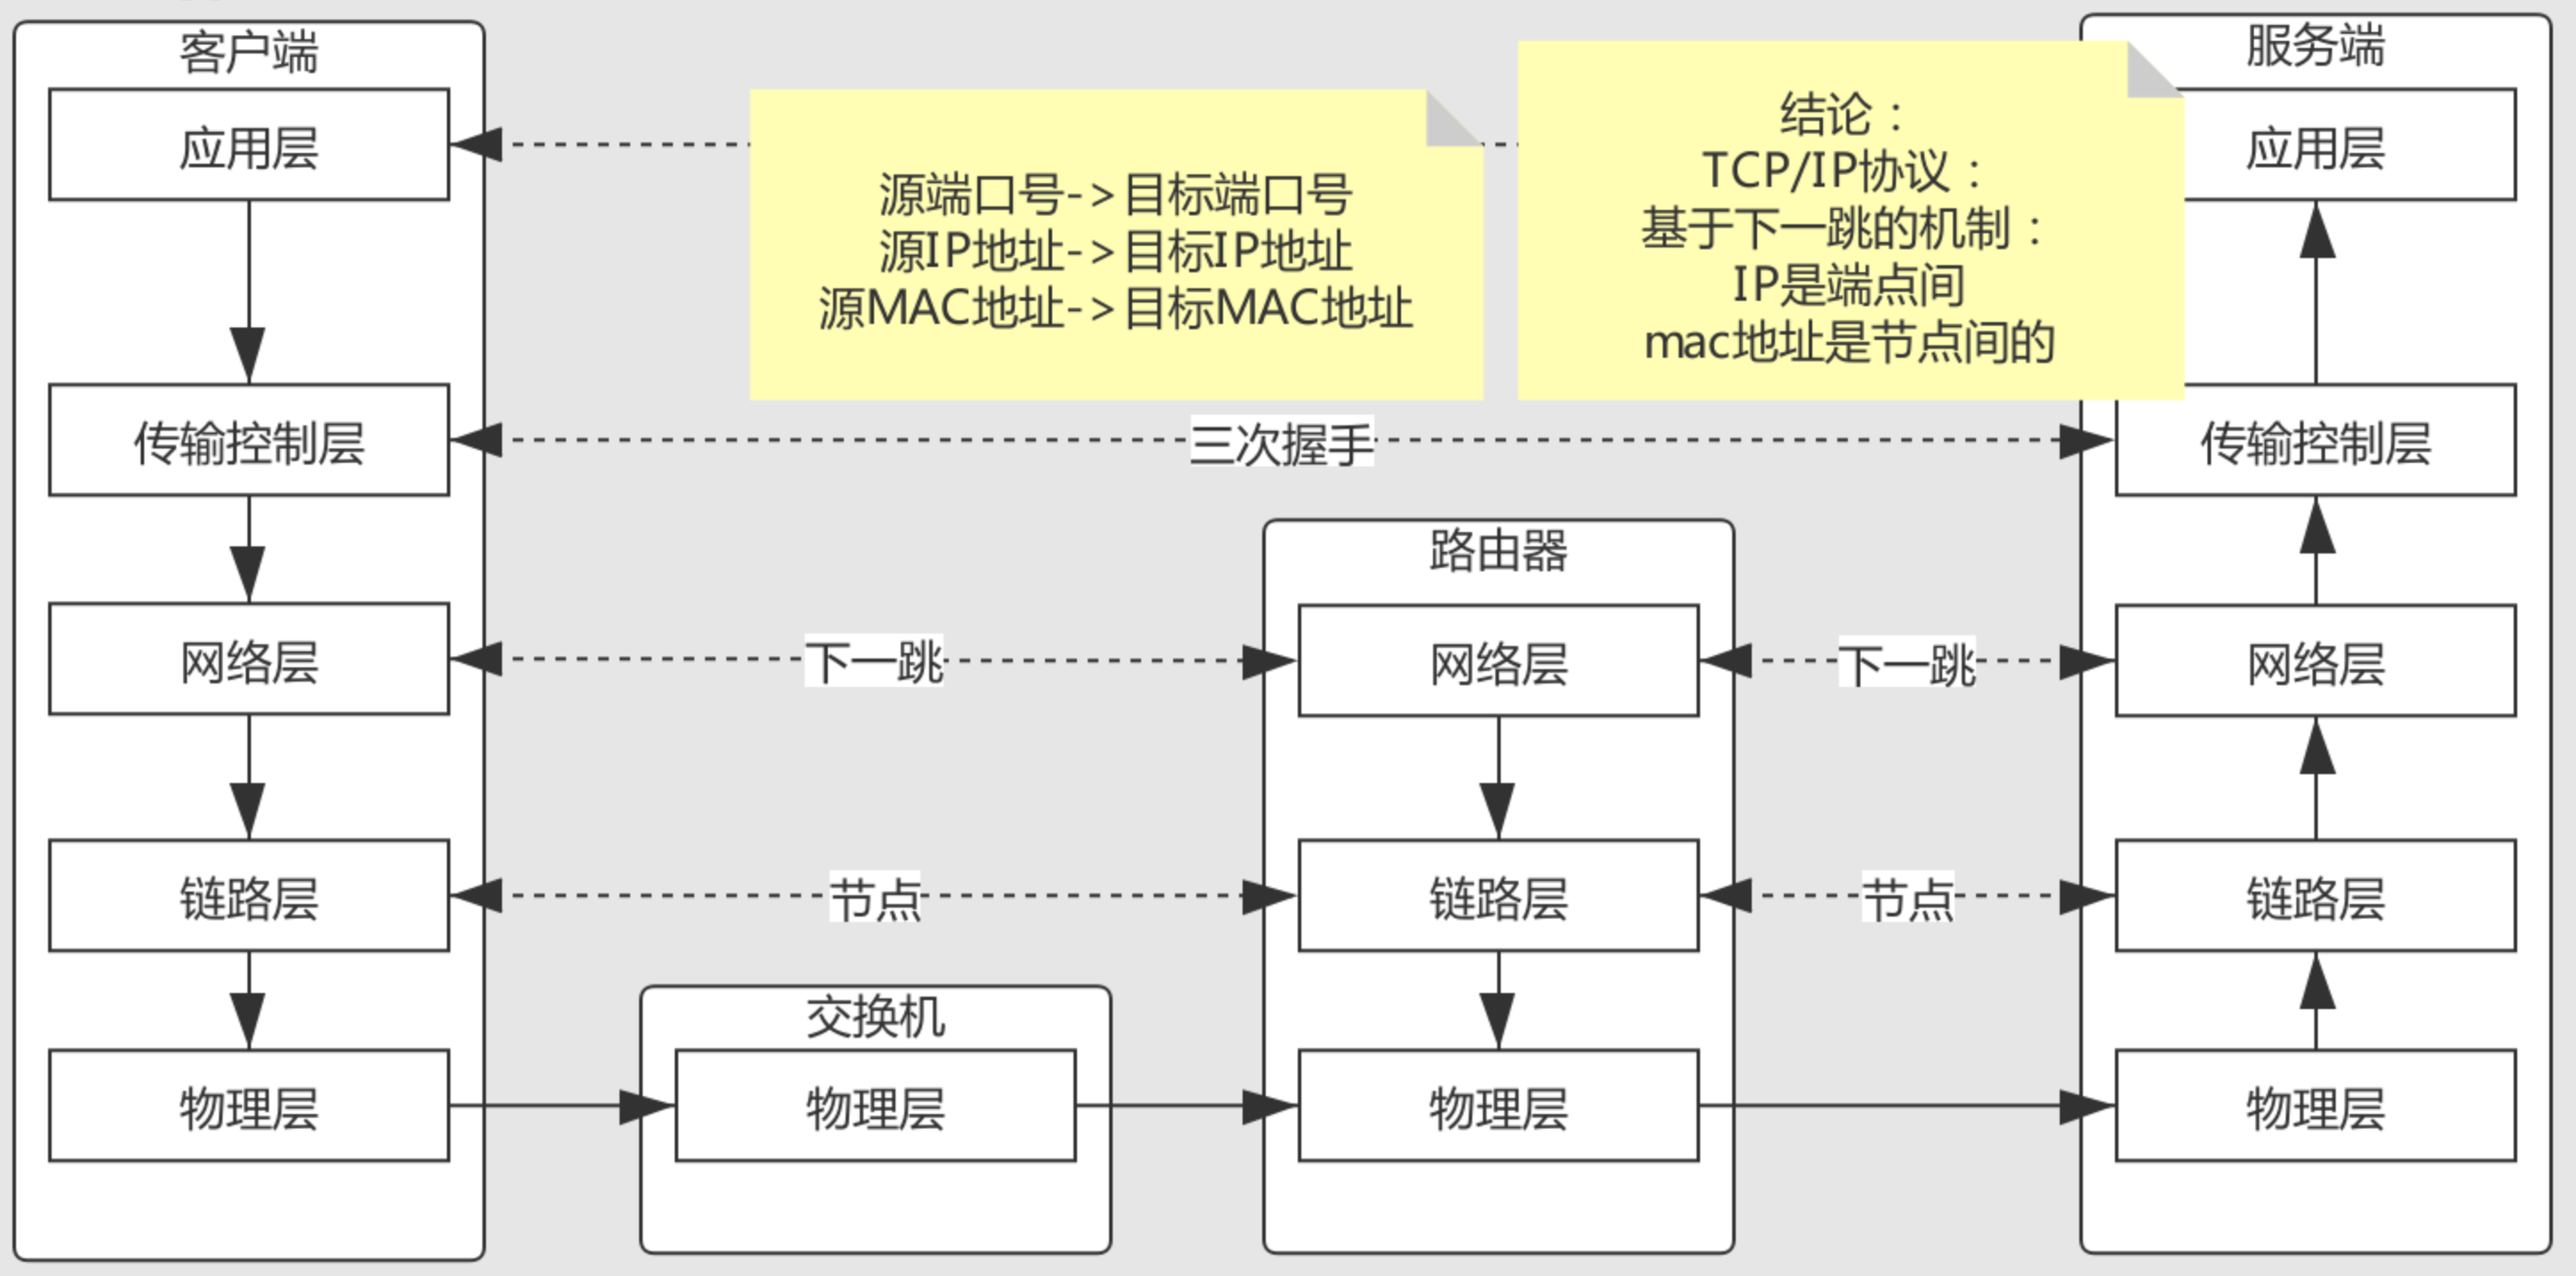 客户端
应用层
传输控制层
网络层
链路层
物理层
源端口号->目标端口号
源IP地址->目标IP地址
源MAC地址->目标MAC地址
结论：
TCP/IP协议：
基于下一跳的机制：
IP是端点间
mac地址是节点间的
三次握手
下一跳
节点
交换机
物理层
路由器
网络层
链路层
物理层
下一跳
节点
服务端
应用层
传输控制层
网络层
链路层
物理层